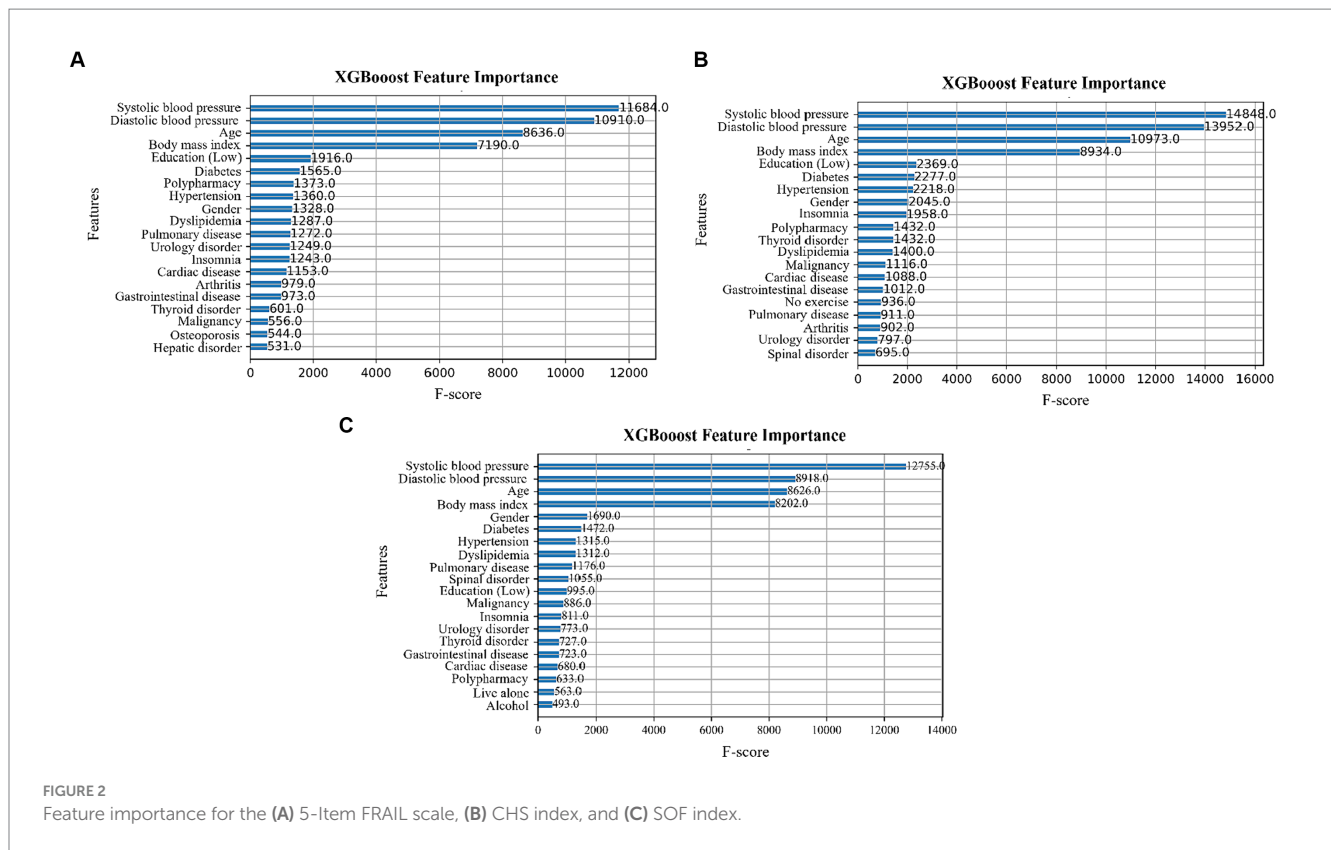 A
XGBooost Feature Importance
Systolic blood pressure 11684.0
Diastolic blood pressure 10910.0
Age 8636.0
Body mass index 7190.0
Education (Low) 1916.0
Diabetes 1565.0
Polypharmacy 1373.0
Hypertension 1360.0
Gender 1328.0
Dyslipidemia 1287.0
Pulmonary disease 1272.0
Urology disorder 1249.0
Insomnia 1243.0
Cardiac disease 1153.0
Arthritis 979.0
Gastrointestinal disease 973.0
Thyroid disorder 601.0
Malignancy 556.0
Osteoporosis 544.0
Hepatic disorder 531.0
Features
0 2000 4000 6000 8000 10000 12000
F-score
B
XGBooost Feature Importance
Systolic blood pressure 14848.0
Diastolic blood pressure 13952.0
Age 10973.0
Body mass index 8934.0
Education (Low) 2369.0
Diabetes 2277.0
Hypertension 2218.0
Gender 2045.0
Insomnia 1958.0
Polypharmacy 1432.0
Thyroid disorder 1432.0
Dyslipidemia 1400.0
Malignancy 1116.0
Cardiac disease 1088.0
Gastrointestinal disease 1012.0
No exercise 936.0
Pulmonary disease 911.0
Arthritis 902.0
Urology disorder 797.0
Spinal disorder 695.0
Features
0 2000 4000 6000 8000 10000 12000 14000 16000
F-score
C
XGBooost Feature Importance
Systolic blood pressure 12755.0
Diastolic blood pressure 8918.0
Age 8626.0
Body mass index 8202.0
Gender 1690.0
Diabetes 1472.0
Hypertension 1315.0
Dyslipidemia 1312.0
Pulmonary disease 1176.0
Spinal disorder 1055.0
Education (Low) 995.0
Malignancy 886.0
Insomnia 811.0
Urology disorder 773.0
Thyroid disorder 727.0
Gastrointestinal disease 723.0
Cardiac disease 680.0
Polypharmacy 633.0
Live alone 563.0
Alcohol 493.0
Features
0 2000 4000 6000 8000 10000 12000 14000
F-score
FIGURE 2
Feature importance for the (A) 5-Item FRAIL scale, (B) CHS index, and (C) SOF index.